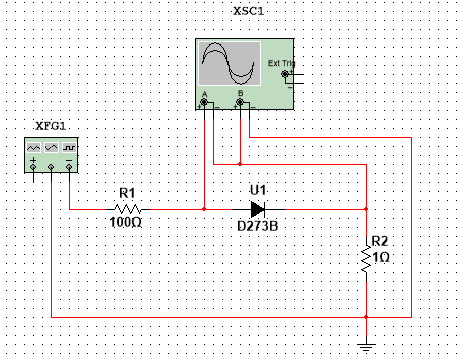 XSC1
Ext Trig
+
−
A
B
+
−
+
−
XFG1
+
−
R1
100Ω
U1
D273B
R2
1Ω